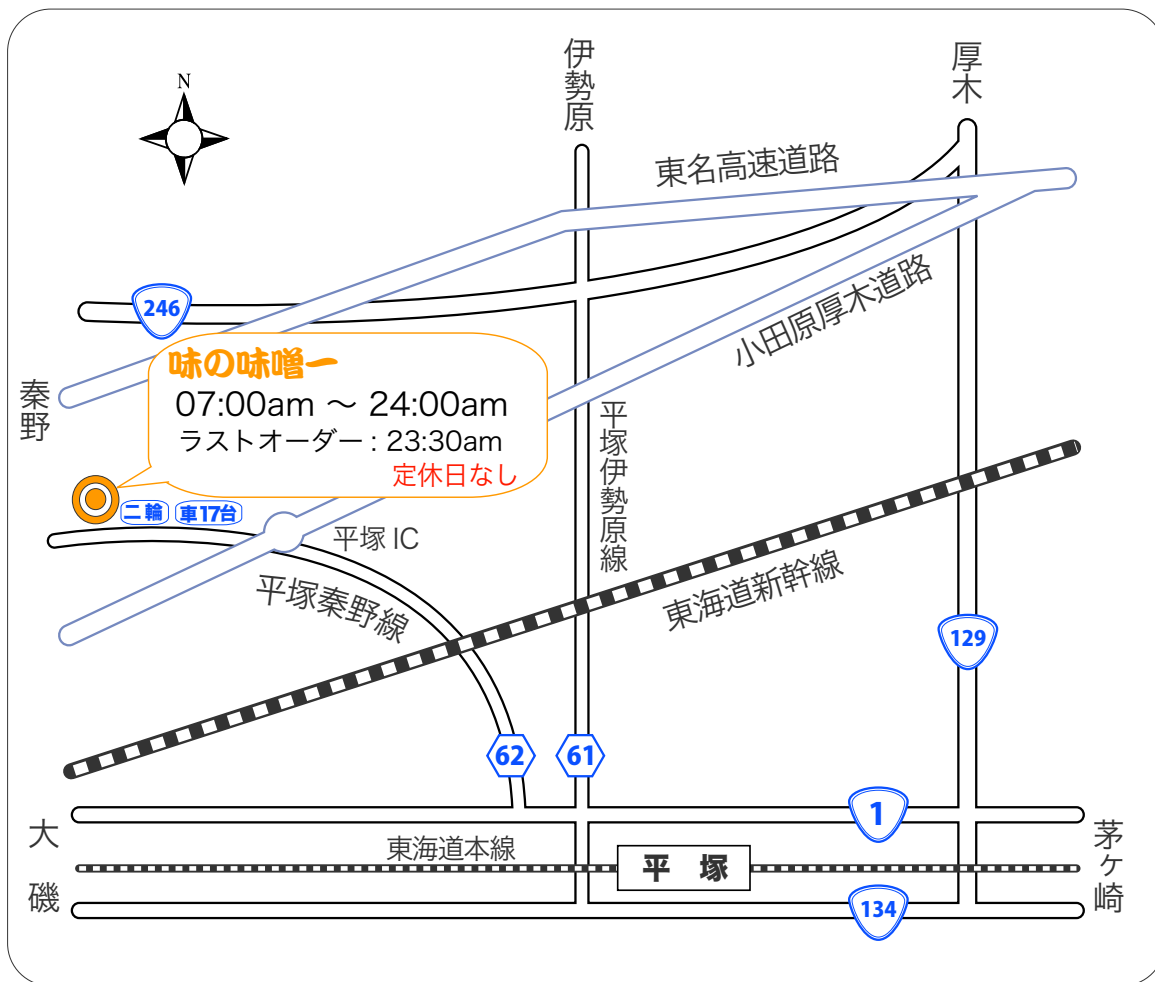 N
伊勢原
厚木
東名高速道路
246
小田原厚木道路
味の味噌一
07:00am ～ 24:00am
ラストオーダー : 23:30am
定休日なし
秦野
平塚伊勢原線
二輪
車17台
平塚 IC
平塚秦野線
東海道新幹線
129
62
61
1
大磯
東海道本線
平塚
茅ヶ崎
134